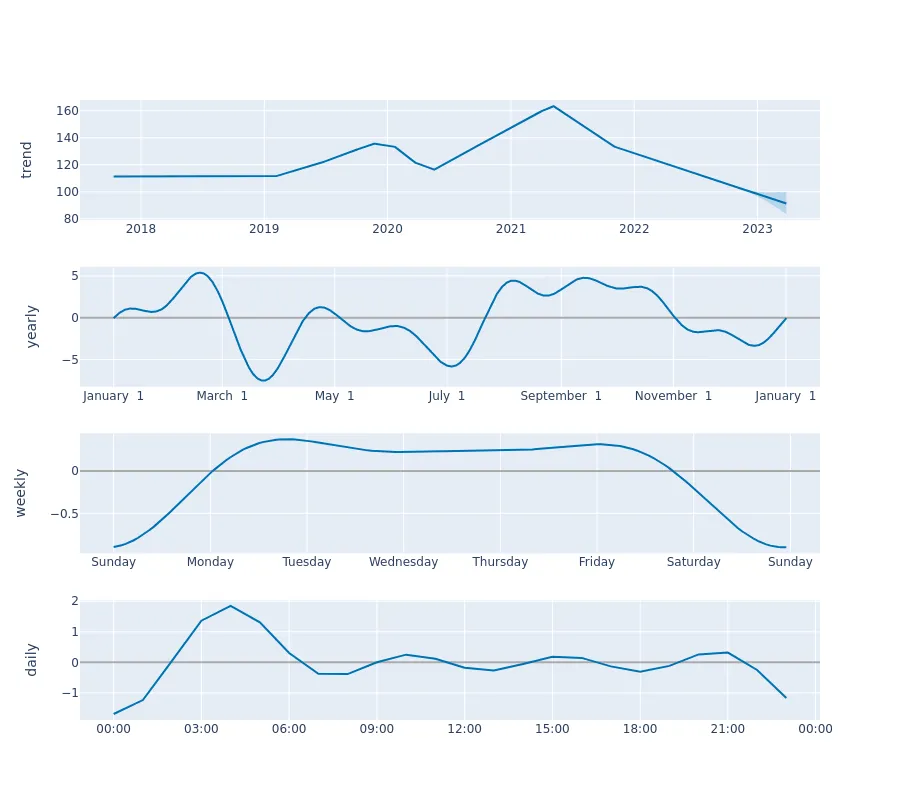 trend
160
140
120
100
80
2018 2019 2020 2021 2022 2023
yearly
5
0
−5
January 1 March 1 May 1 July 1 September 1 November 1 January 1
weekly
0
−0.5
Sunday Monday Tuesday Wednesday Thursday Friday Saturday Sunday
daily
2
1
0
−1
00:00 03:00 06:00 09:00 12:00 15:00 18:00 21:00 00:00